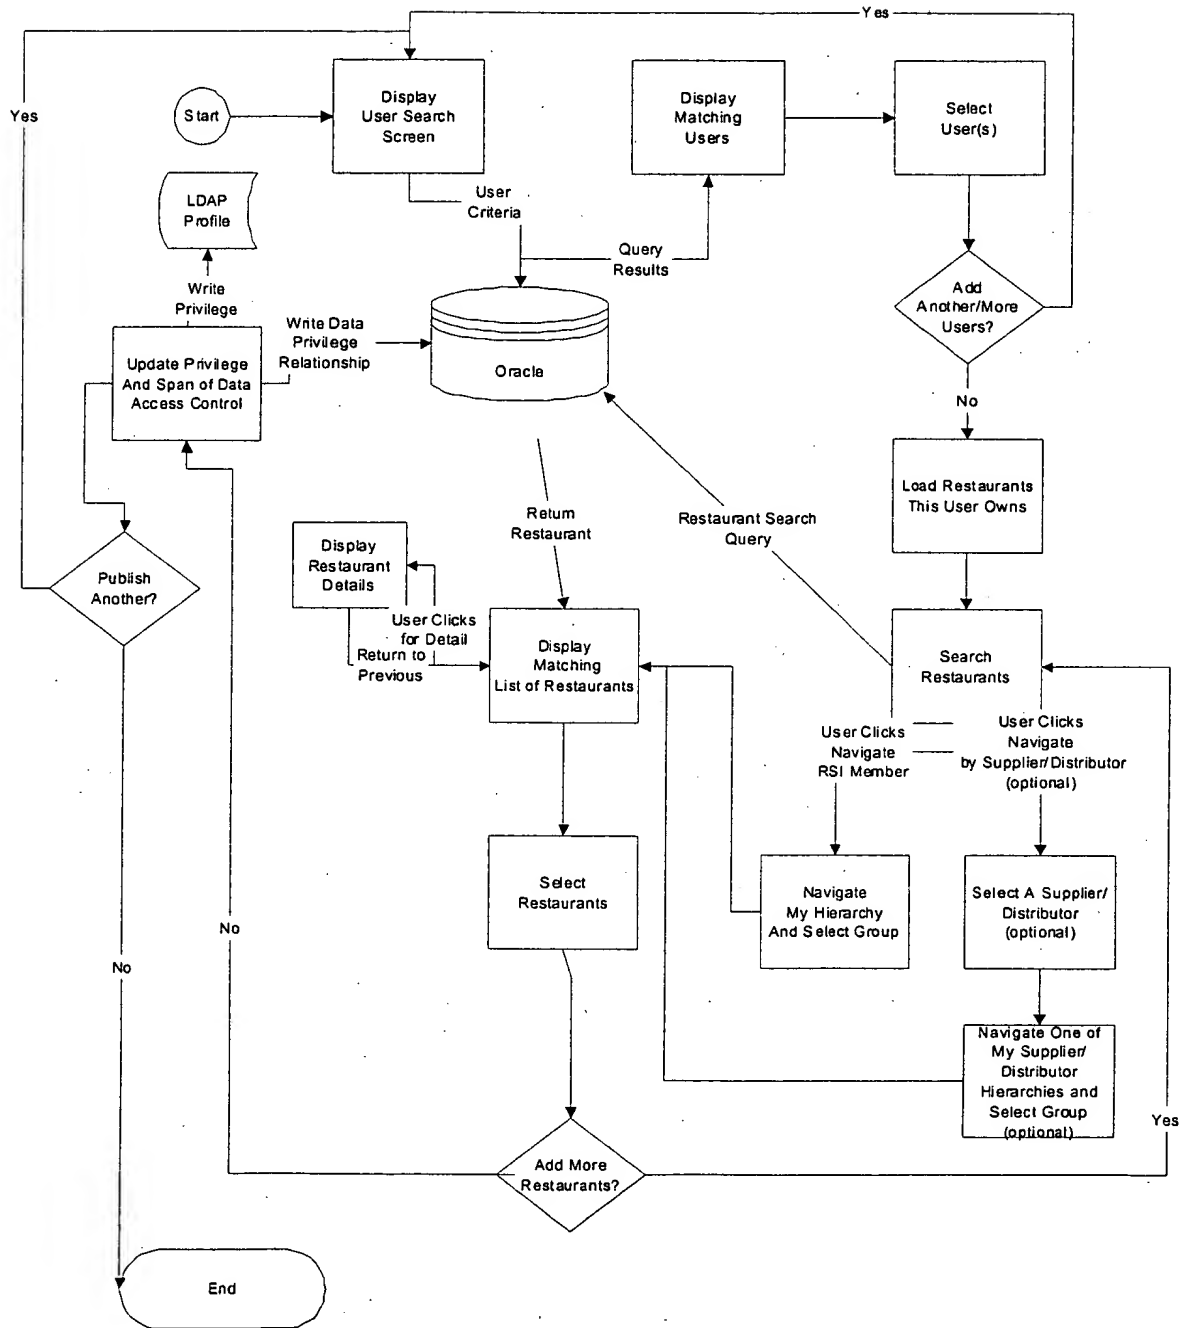 Yes
Yes
Start
Display
User Search
Screen
Display
Matching
Users
Select
User(s)
LDAP
Profile
User
Criteria
Query
Results
Write
Privilege
Add
Another/More
Users?
Write Data
Privilege
Relationship
Update Privilege
And Span of Data
Access Control
Oracle
No
Load Restaurants
This User Owns
Return
Restaurant
Restaurant Search
Query
Display
Restaurant
Details
Publish
Another?
User Clicks
for Detail
Return to
Previous
Display
Matching
List of Restaurants
Search
Restaurants
User Clicks
Navigate
RSI Member
User Clicks
Navigate
by Supplier/Distributor
(optional)
Select
Restaurants
Navigate
My Hierarchy
And Select Group
Select A Supplier/
Distributor
(optional)
No
No
Navigate One of
My Supplier/
Distributor
Hierarchies and
Select Group
(optional)
Yes
Add More
Restaurants?
End